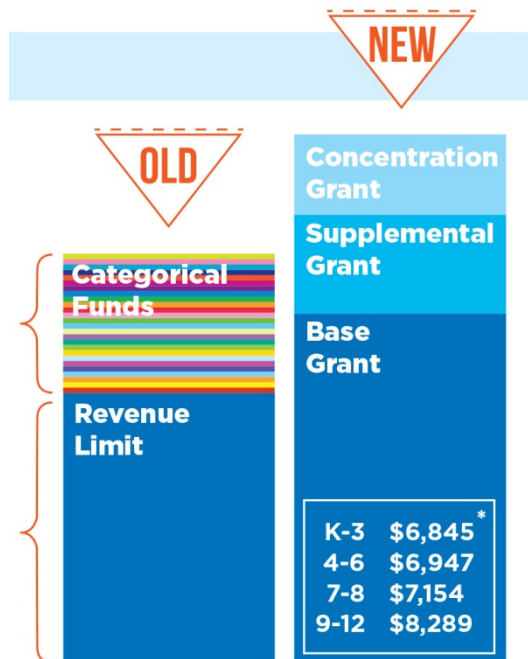 NEW
OLD
Categorical
Funds
Revenue
Limit
Concentration
Grant
Supplemental
Grant
Base
Grant
K-3 $6,845*
4-6 $6,947
7-8 $7,154
9-12 $8,289